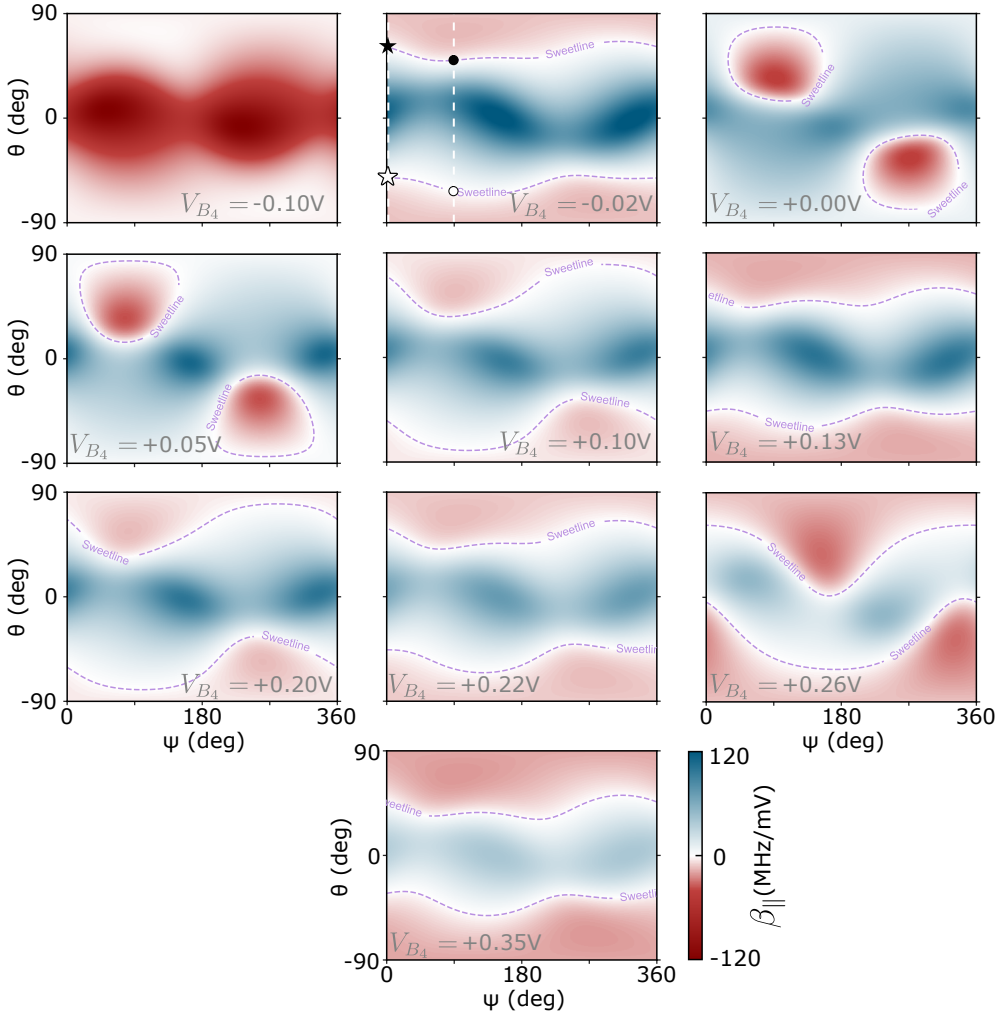 90
0
-90
θ (deg)
V_{B_4} = -0.10V
Sweetline
Sweetline
V_{B_4} = -0.02V
Sweetline
Sweetline
V_{B_4} = +0.00V
90
0
-90
θ (deg)
Sweetline
Sweetline
V_{B_4} = +0.05V
Sweetline
Sweetline
V_{B_4} = +0.10V
etline
Sweetline
V_{B_4} = +0.13V
90
0
-90
θ (deg)
Sweetline
Sweetline
V_{B_4} = +0.20V
0 180 360
ψ (deg)
Sweetline
Sweetli
V_{B_4} = +0.22V
Sweetline
Sweetline
V_{B_4} = +0.26V
0 180 360
ψ (deg)
90
0
-90
θ (deg)
weetline
Sweetli
V_{B_4} = +0.35V
0 180 360
ψ (deg)
120
0
-120
β_∥(MHz/mV)